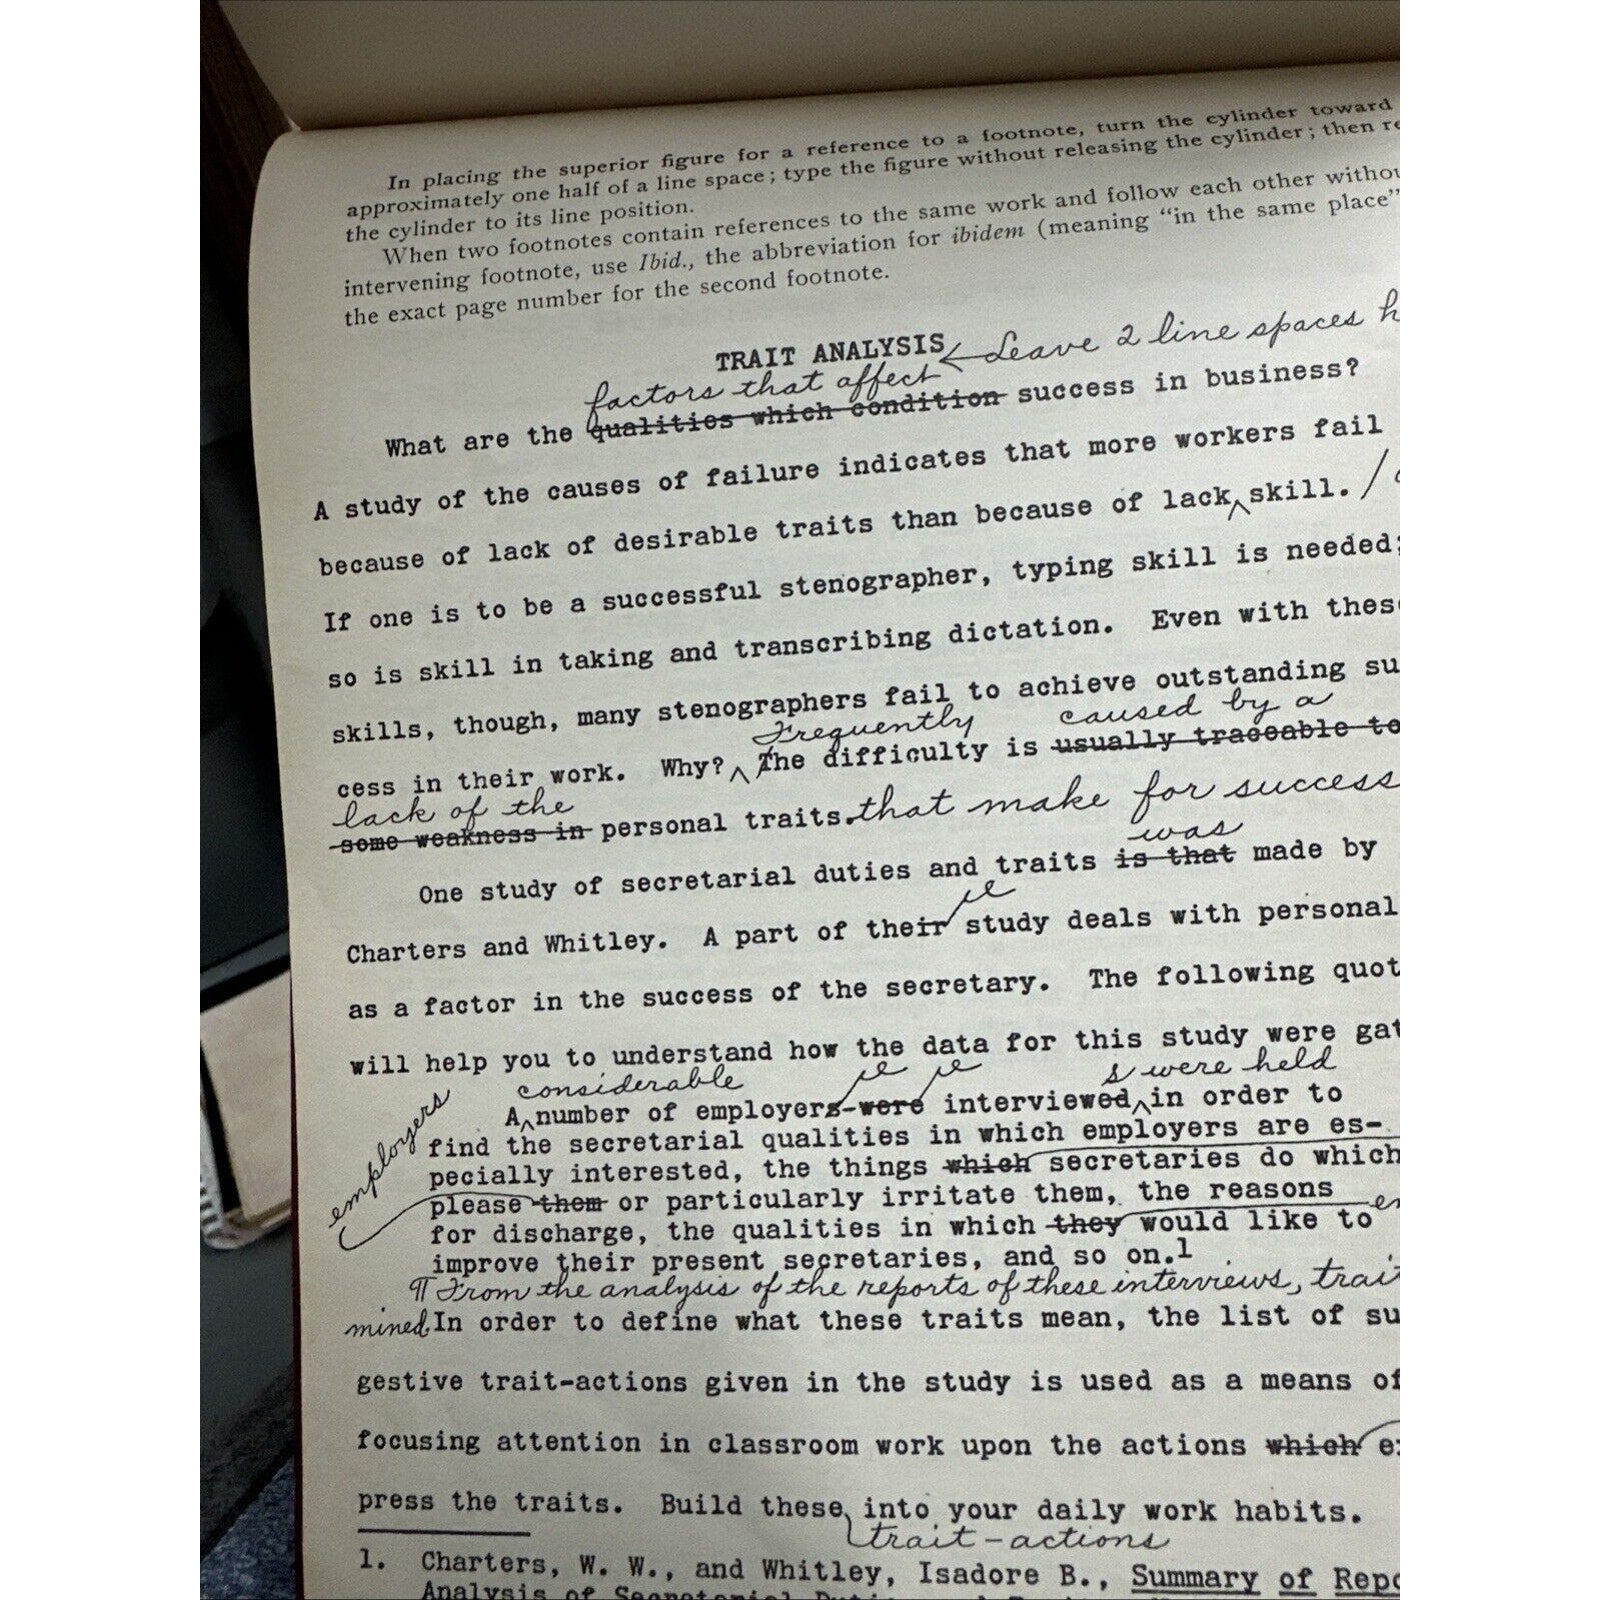 In placing the superior figure for a reference to a footnote, turn the cylinder toward
approximately one half of a line space; type the figure without releasing the cylinder; then
the cylinder to its line position.
When two footnotes contain references to the same work and follow each other
intervening footnote, use Ibid., the abbreviation for ibidem (meaning “in the same place”
the exact page number for the second footnote.
TRAIT ANALYSIS Leave 2 line spaces
factors that affect
What are the qualities which condition success in business?
A study of the causes of failure indicates that more workers fail
because of lack of desirable traits than because of lack skill.
If one is to be a successful stenographer, typing skill is needed;
so is skill in taking and transcribing dictation. Even with
skills, though, many stenographers fail to achieve outstanding su
Frequently caused by a
cess in their work. Why? The difficulty is usually traceable to
lack of the
some weakness in personal traits. that make for success
was
One study of secretarial duties and traits is that made by
Charters and Whitley. A part of their study deals with personal
as a factor in the success of the secretary. The following quot
will help you to understand how the data for this study were gat
considerable s were held
A number of employers were interviewed in order to
employers
find the secretarial qualities in which employers are es-
pecially interested, the things which secretaries do which
please them or particularly irritate them, the reasons
for discharge, the qualities in which they would like to
improve their present secretaries, and so on.1
¶ From the analysis of the reports of these interviews, trait
mined. In order to define what these traits mean, the list of su
gestive trait-actions given in the study is used as a means of
focusing attention in classroom work upon the actions which
press the traits. Build these into your daily work habits.
trait-actions
1. Charters, W. W., and Whitley, Isadore B., Summary of Repo
Analysis of Secretarial